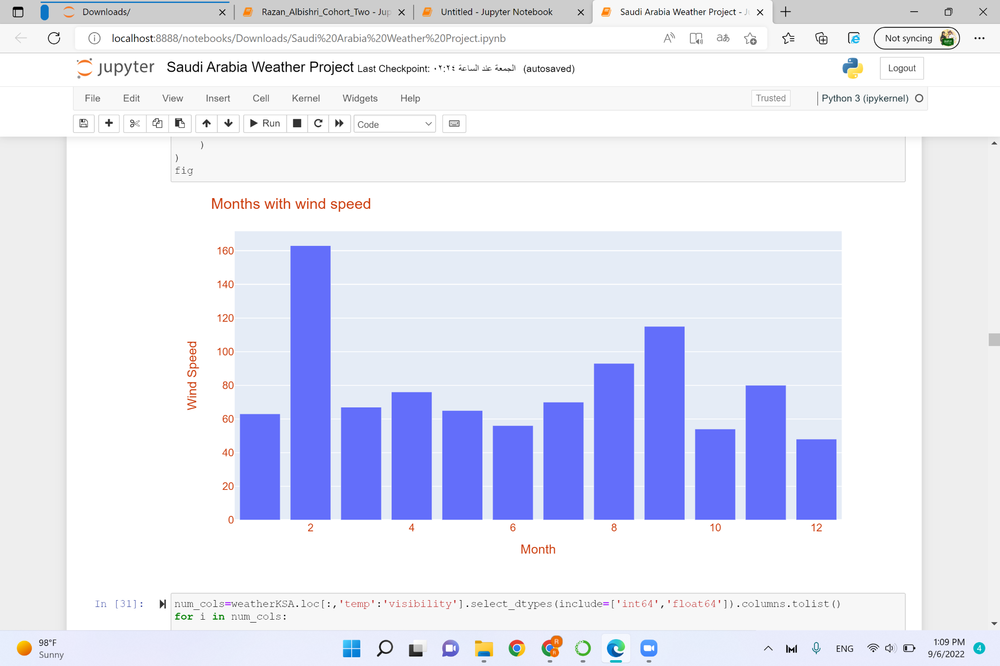 Downloads/
Razan_Albishri_Cohort_Two - Jup
Untitled - Jupyter Notebook
Saudi Arabia Weather Project - Ju
localhost:8888/notebooks/Downloads/Saudi%20Arabia%20Weather%20Project.ipynb
Not syncing
jupyter Saudi Arabia Weather Project Last Checkpoint: الجمعة عند الساعة ٠٢:٢٤ (autosaved)
Logout
File Edit View Insert Cell Kernel Widgets Help
Trusted
Python 3 (ipykernel)
Run
Code
)
)
fig
Months with wind speed
160
140
120
100
80
60
40
20
0
Wind Speed
2 4 6 8 10 12
Month
In [31]:
num_cols=weatherKSA.loc[:,'temp':'visibility'].select_dtypes(include=['int64','float64']).columns.tolist()
for i in num_cols:
98°F
Sunny
ENG
1:09 PM
9/6/2022
4